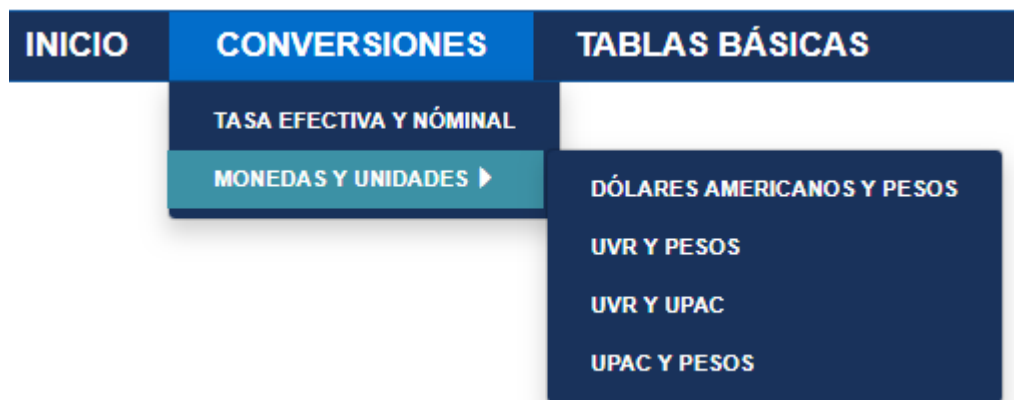 INICIO CONVERSIONES TABLAS BÁSICAS
TASA EFECTIVA Y NÓMINAL
MONEDAS Y UNIDADES
DÓLARES AMERICANOS Y PESOS
UVR Y PESOS
UVR Y UPAC
UPAC Y PESOS